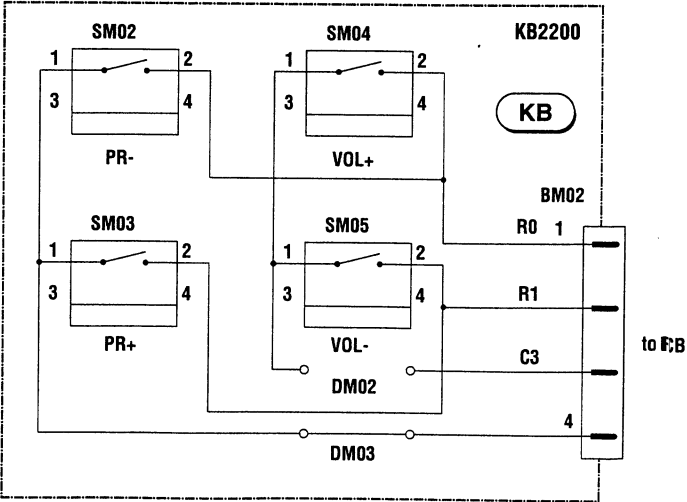 SM02
SM04
KB2200
1 2
1 2
3 4
3 4
KB
PR-
VOL+
BM02
SM03
SM05
R0 1
1 2
1 2
3 4
3 4
R1
PR+
VOL-
to
C3
DM02
4
DM03